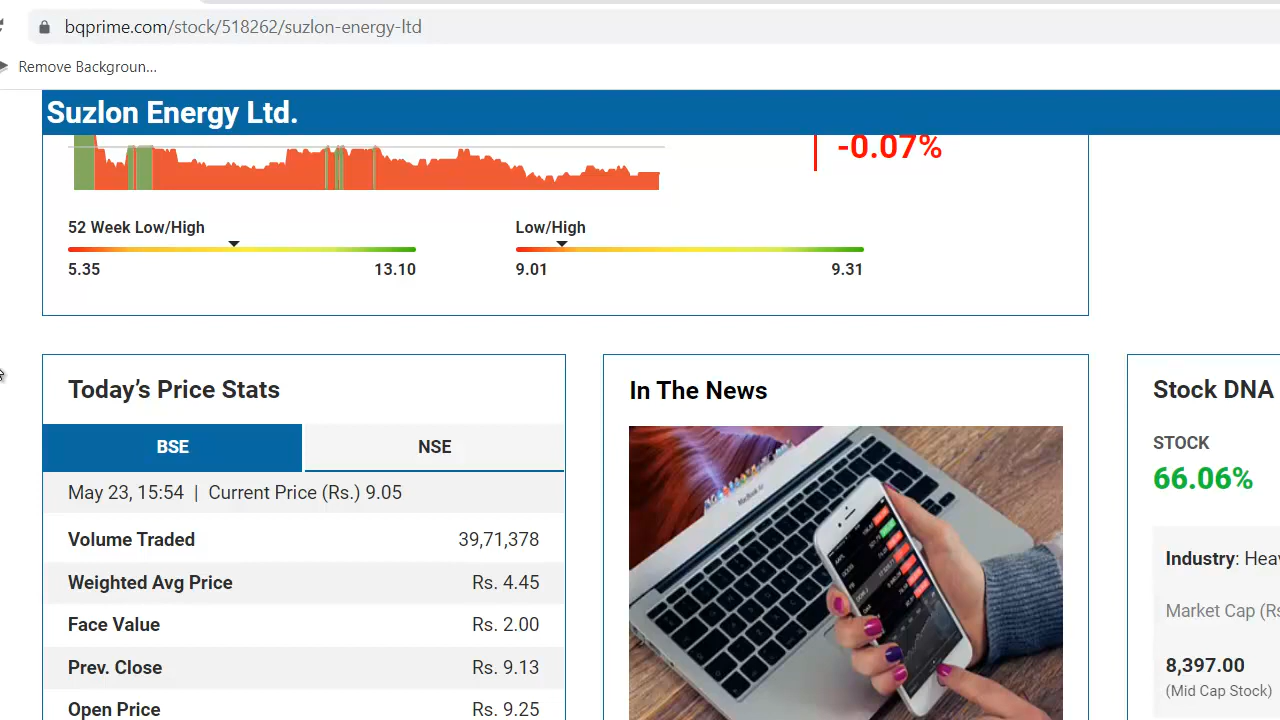 bqprime.com/stock/518262/suzlon-energy-ltd
Remove Backgroun...
Suzlon Energy Ltd.
-0.07%
52 Week Low/High
5.35 13.10
Low/High
9.01 9.31
Today’s Price Stats
BSE NSE
May 23, 15:54 | Current Price (Rs.) 9.05
Volume Traded 39,71,378
Weighted Avg Price Rs. 4.45
Face Value Rs. 2.00
Prev. Close Rs. 9.13
Open Price Rs. 9.25
In The News
MacBook Air
Stock DNA
STOCK
66.06%
Industry: Heav
Market Cap (Rs
8,397.00
(Mid Cap Stock)